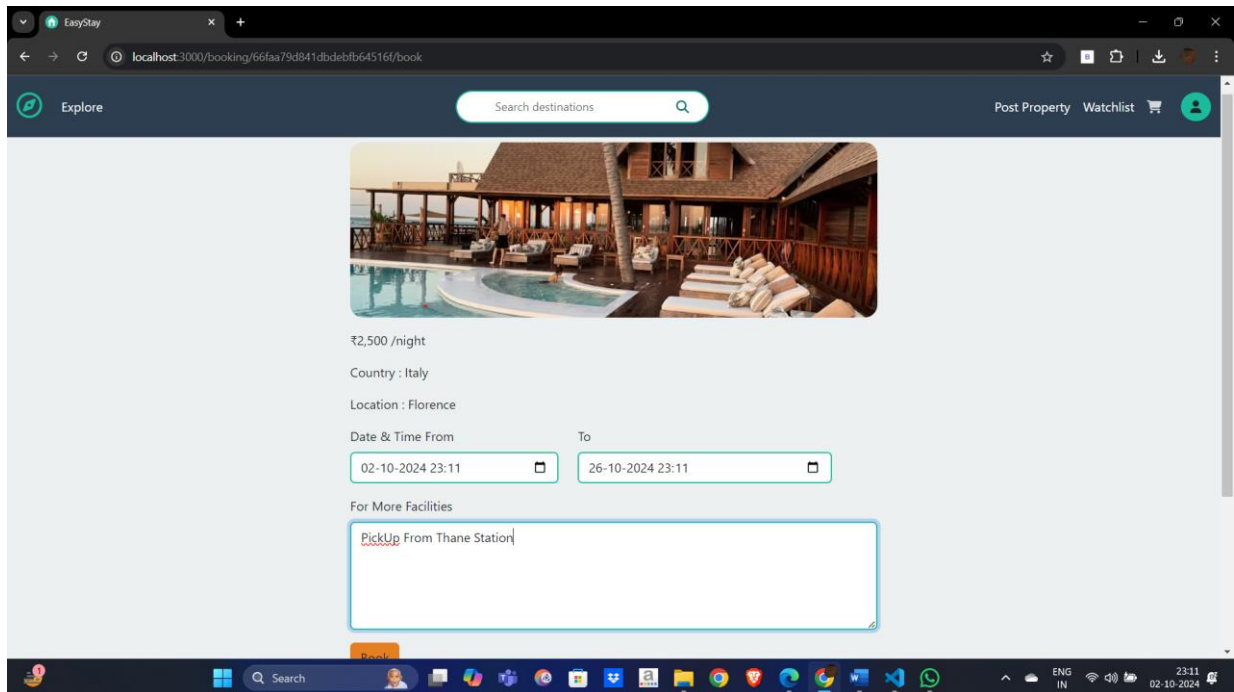 EasyStay
localhost:3000/booking/66faa79d841dbdebfb64516f/book
Explore
Search destinations
Post Property Watchlist
₹2,500 /night
Country : Italy
Location : Florence
Date & Time From To
02-10-2024 23:11 26-10-2024 23:11
For More Facilities
PickUp From Thane Station
Book
1
Search
ENG
IN
23:11
02-10-2024